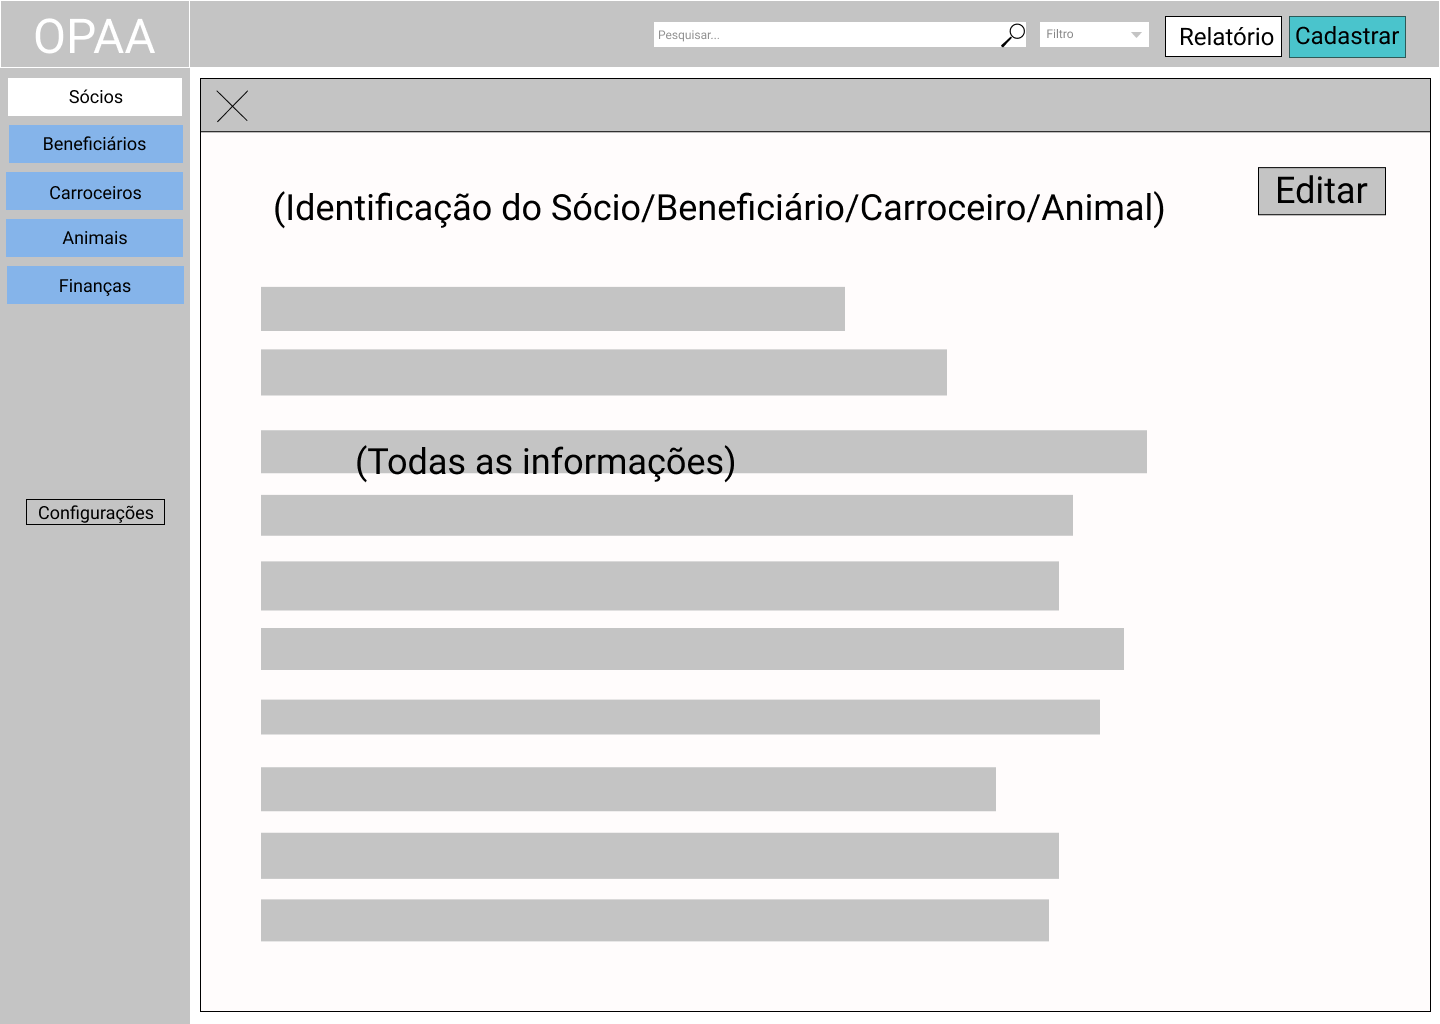 OPAA
Pesquisar...
Filtro
Relatório
Cadastrar
Sócios
Beneficiários
Carroceiros
Animais
Finanças
Configurações
(Identificação do Sócio/Beneficiário/Carroceiro/Animal)
Editar
(Todas as informações)